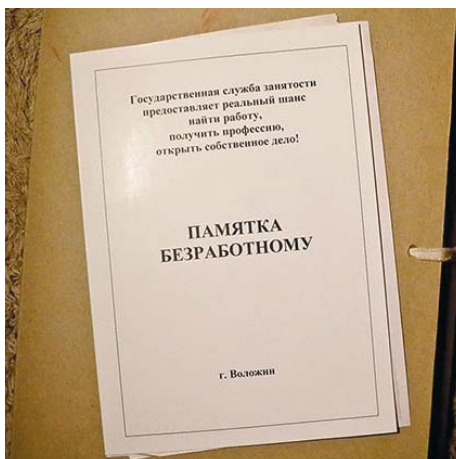 Государственная служба занятости
предоставляет реальный шанс
найти работу,
получить профессию,
открыть собственное дело!
ПАМЯТКА
БЕЗРАБОТНОМУ
г. Воложин